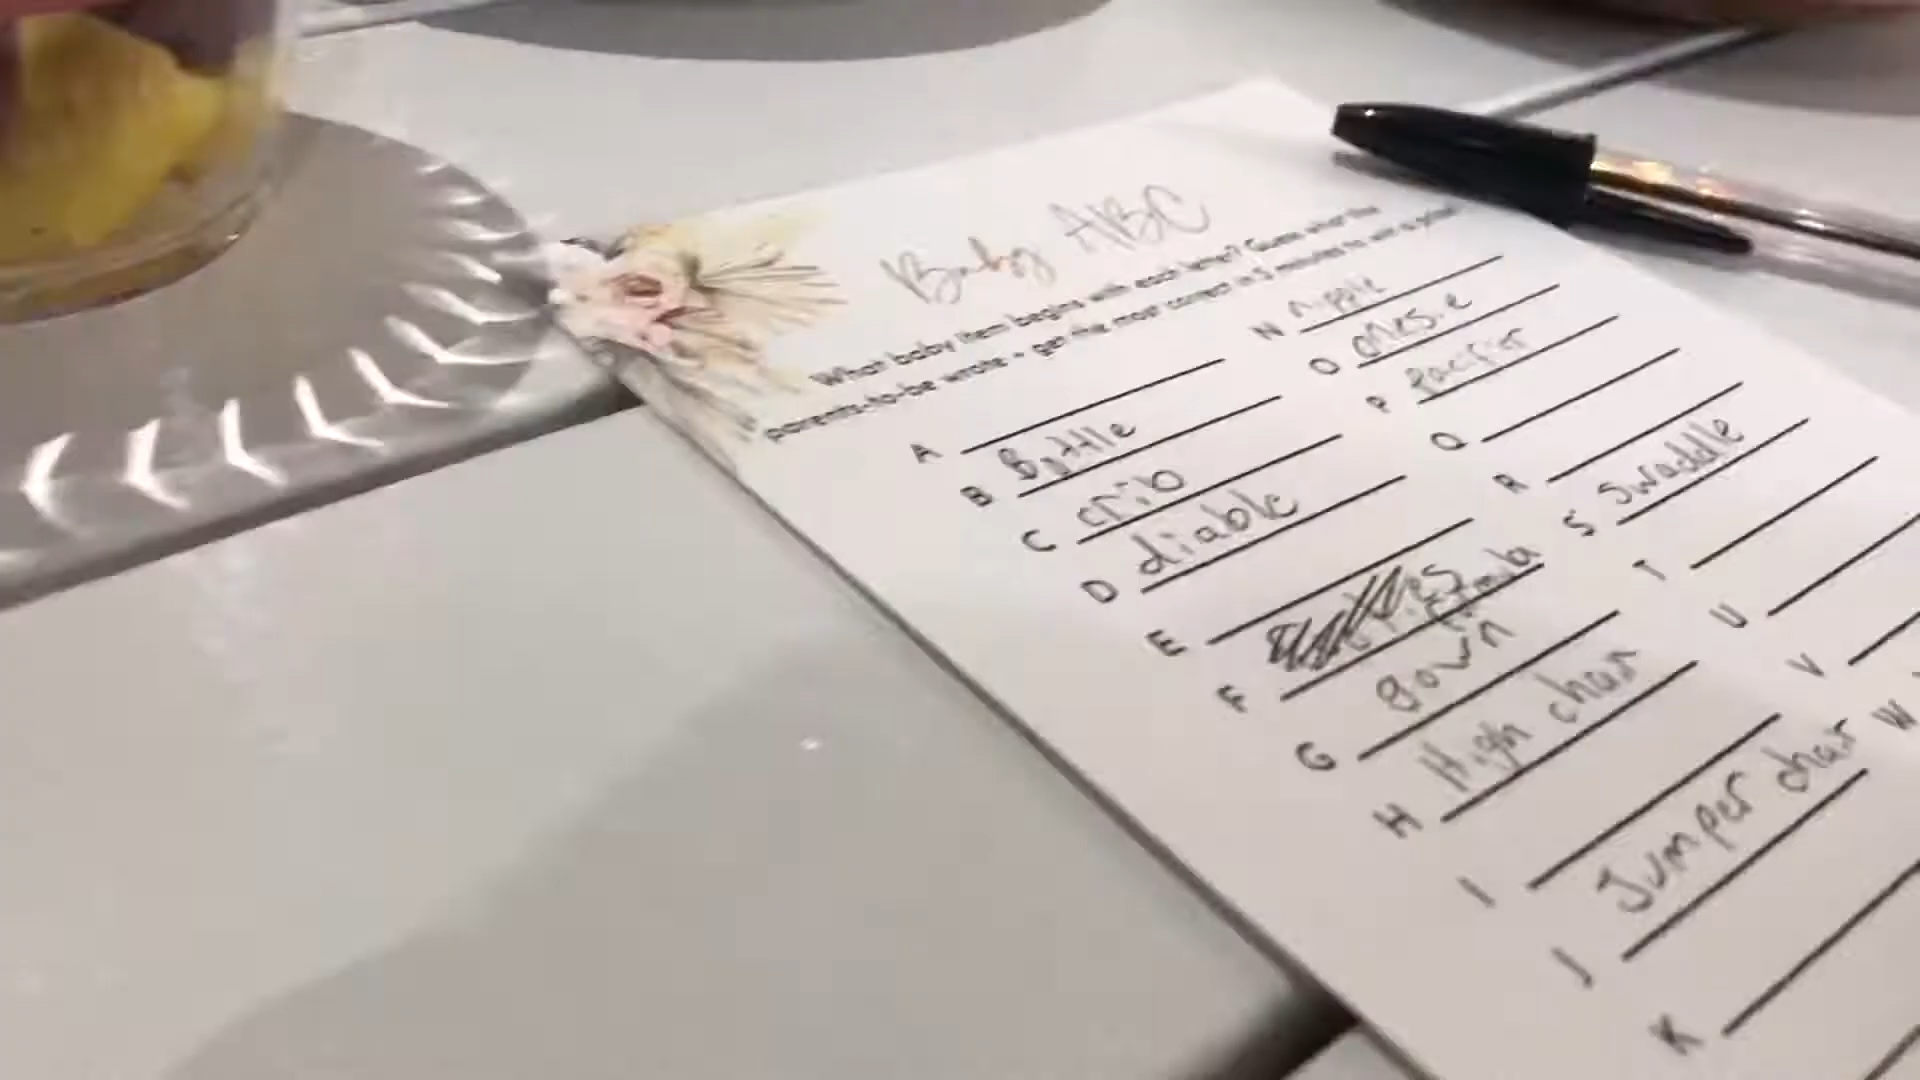 Baby ABC
What baby item begins with each letter? Guess what the
parents-to-be wrote - get the most correct in 5 minutes to win a prize!
A
B Bottle
C crib
D diable
E
F
G gown
H High chair
I
J Jumper chair
K
N nipple
O onesie
P pacifier
Q
R
S swaddle
T
U
V
W